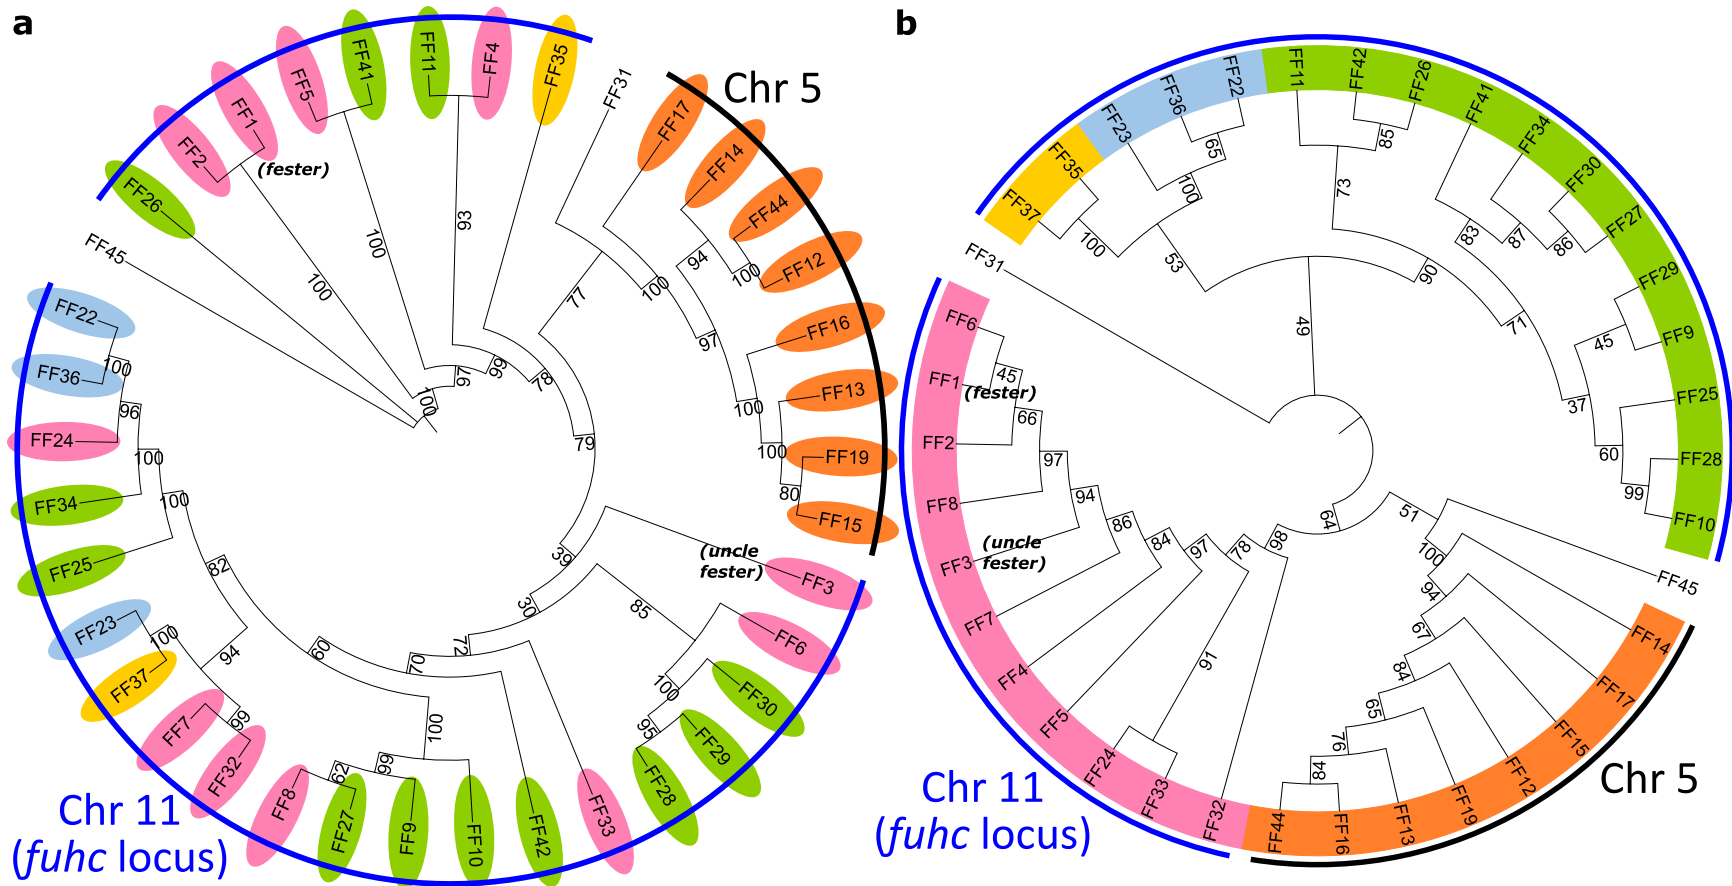 a
FF26
FF2
FF1
(fester)
FF5
FF41
FF11
FF4
FF35
FF31
Chr 5
FF17
FF14
FF44
FF12
FF16
FF13
FF19
FF15
(uncle
fester)
FF3
FF6
FF30
FF29
FF28
FF33
FF42
FF10
FF9
FF27
FF8
FF32
FF7
FF37
FF23
FF25
FF34
FF24
FF36
FF22
FF45
100
100
93
100
97
99
78
79
77
100
97
94
100
100
100
80
39
30
85
100
95
72
70
100
99
62
60
82
94
100
99
100
100
96
100
Chr 11
(fuhc locus)
b
FF37
FF35
FF23
FF36
FF22
FF11
FF42
FF26
FF41
FF34
FF30
FF27
FF29
FF9
FF25
FF28
FF10
FF45
FF14
FF17
FF15
FF12
FF19
FF13
FF16
FF44
FF32
FF33
FF24
FF5
FF4
FF7
FF3
(uncle
fester)
FF8
FF2
FF1
(fester)
FF6
FF31
100
100
65
53
49
73
85
90
71
83
87
86
45
37
60
99
51
100
94
67
84
65
76
84
64
98
78
91
97
84
86
94
97
66
45
Chr 5
Chr 11
(fuhc locus)